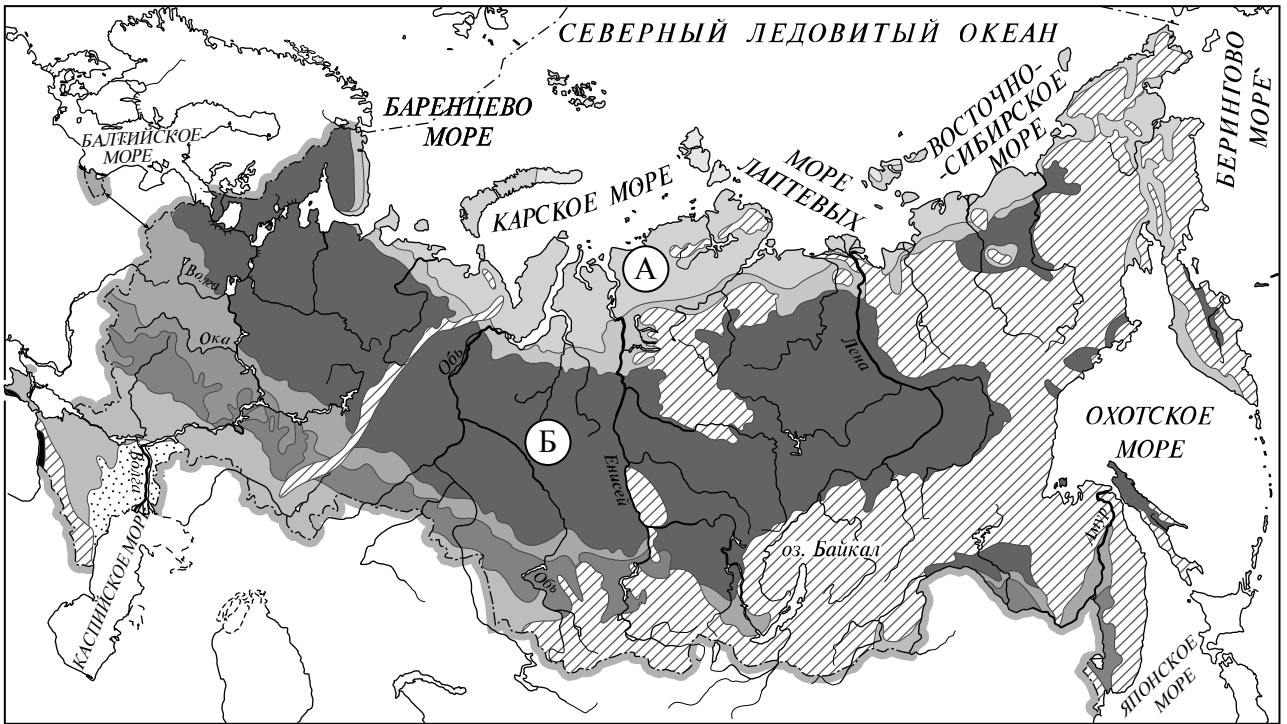 СЕВЕРНЫЙ ЛЕДОВИТЫЙ ОКЕАН
БАРЕНЦЕВО
МОРЕ
БАЛТИЙСКОЕ
МОРЕ
КАРСКОЕ МОРЕ
МОРЕ
ЛАПТЕВЫХ
ВОСТОЧНО-
-СИБИРСКОЕ
МОРЕ
БЕРИНГОВО
МОРЕ
А
Волга
Ока
Обь
Лена
Б
Енисей
ОХОТСКОЕ
МОРЕ
Волга
Амур
оз. Байкал
Обь
КАСПИЙСКОЕ МОРЕ
ЯПОНСКОЕ
МОРЕ